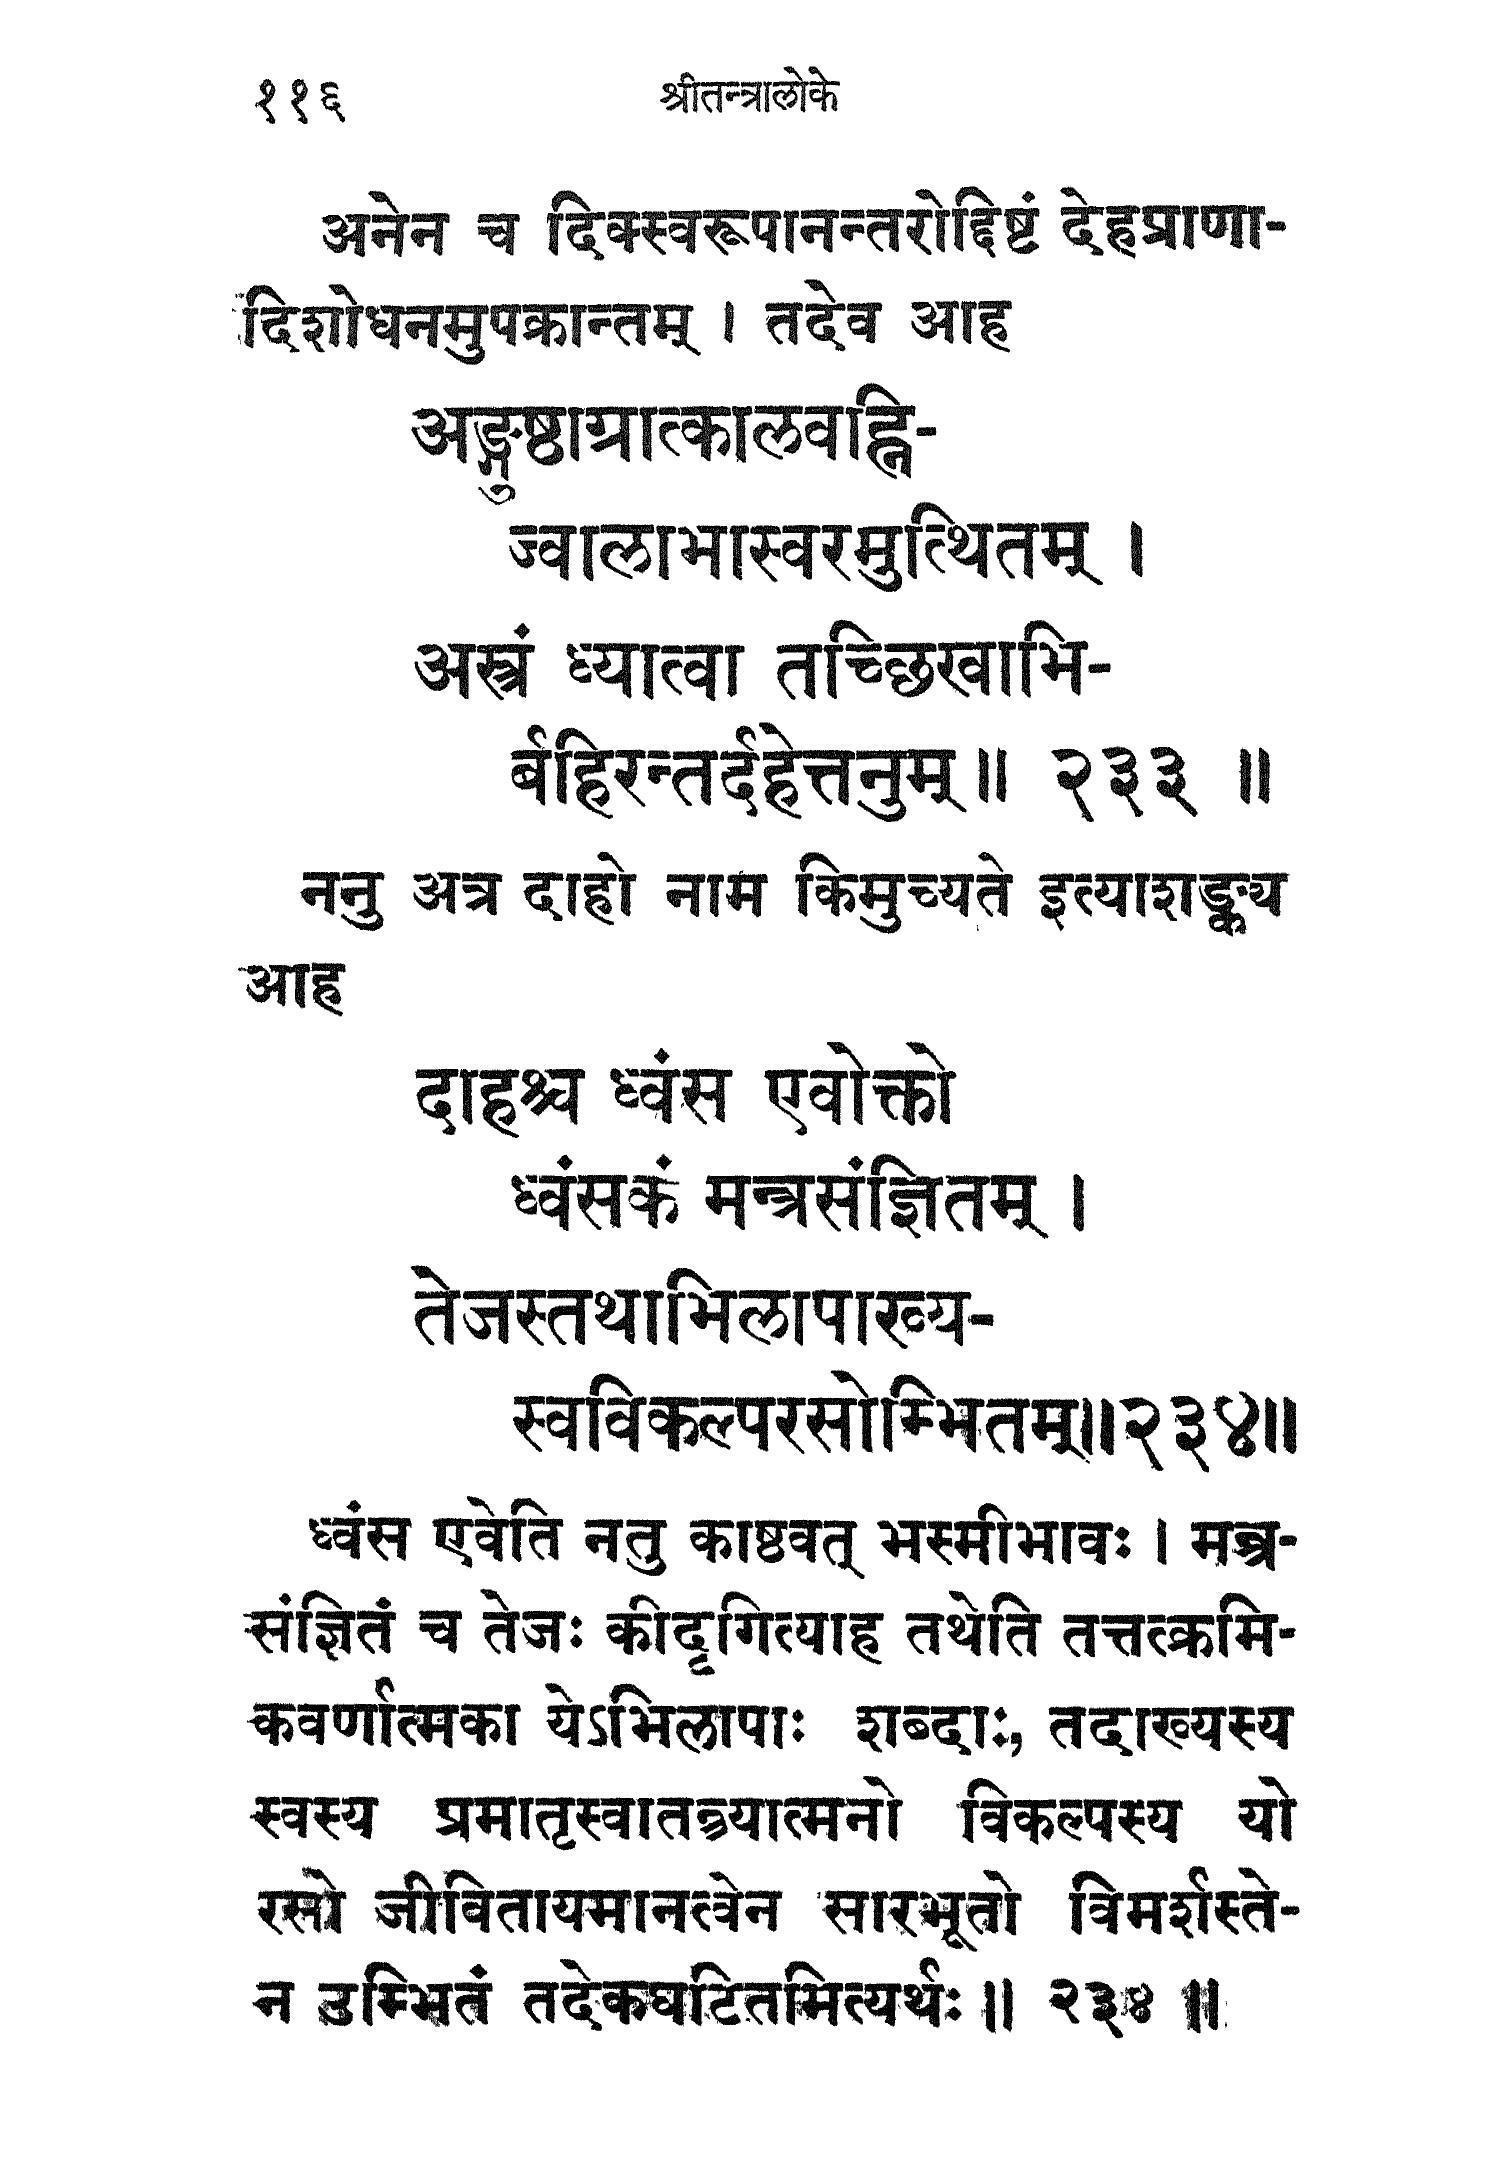 ११६ श्रीतन्त्रालोके
अनेन च दिक्स्वरूपानन्तरोद्दिष्टं देहप्राणा-
दिशोधनमुपक्रान्तम् । तदेव आह
अङ्गुष्ठाग्रात्कालवह्नि-
ज्वालाभास्वरमुत्थितम् ।
अस्त्रं ध्यात्वा तच्छिखाभि-
र्बहिरन्तर्दहेत्तनुम् ॥ २३३ ॥
ननु अत्र दाहो नाम किमुच्यते इत्याशङ्क्य
आह
दाहश्च ध्वंस एवोक्तो
ध्वंसकं मन्त्रसंज्ञितम् ।
तेजस्तथाभिलापाख्य-
स्वविकल्परसोम्भितम्॥२३४॥
ध्वंस एवेति नतु काष्ठवत् भस्मीभावः । मन्त्र-
संज्ञितं च तेजः कीदृगित्याह तथेति तत्तत्क्रमि-
कवर्णात्मका येऽभिलापाः शब्दाः, तदाख्यस्य
स्वस्य प्रमातृस्वातन्त्र्यात्मनो विकल्पस्य यो
रसो जीवितायमानत्वेन सारभूतो विमर्शस्ते-
न उम्भितं तदेकघटितमित्यर्थः ॥ २३४ ॥